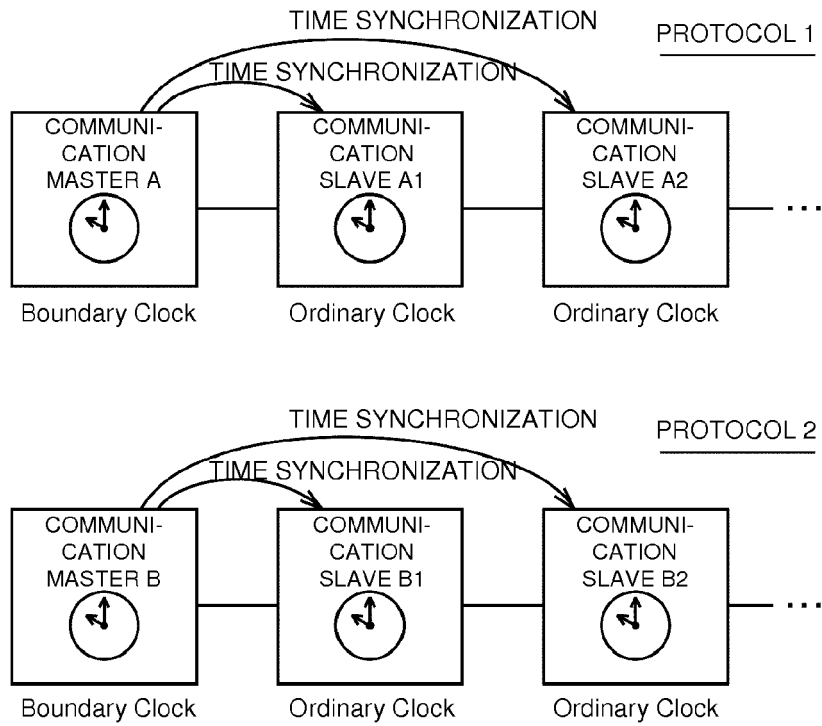 TIME SYNCHRONIZATION
PROTOCOL 1
TIME SYNCHRONIZATION
COMMUNI-
CATION
MASTER A
COMMUNI-
CATION
SLAVE A1
COMMUNI-
CATION
SLAVE A2
...
Boundary Clock
Ordinary Clock
Ordinary Clock
TIME SYNCHRONIZATION
PROTOCOL 2
TIME SYNCHRONIZATION
COMMUNI-
CATION
MASTER B
COMMUNI-
CATION
SLAVE B1
COMMUNI-
CATION
SLAVE B2
...
Boundary Clock
Ordinary Clock
Ordinary Clock